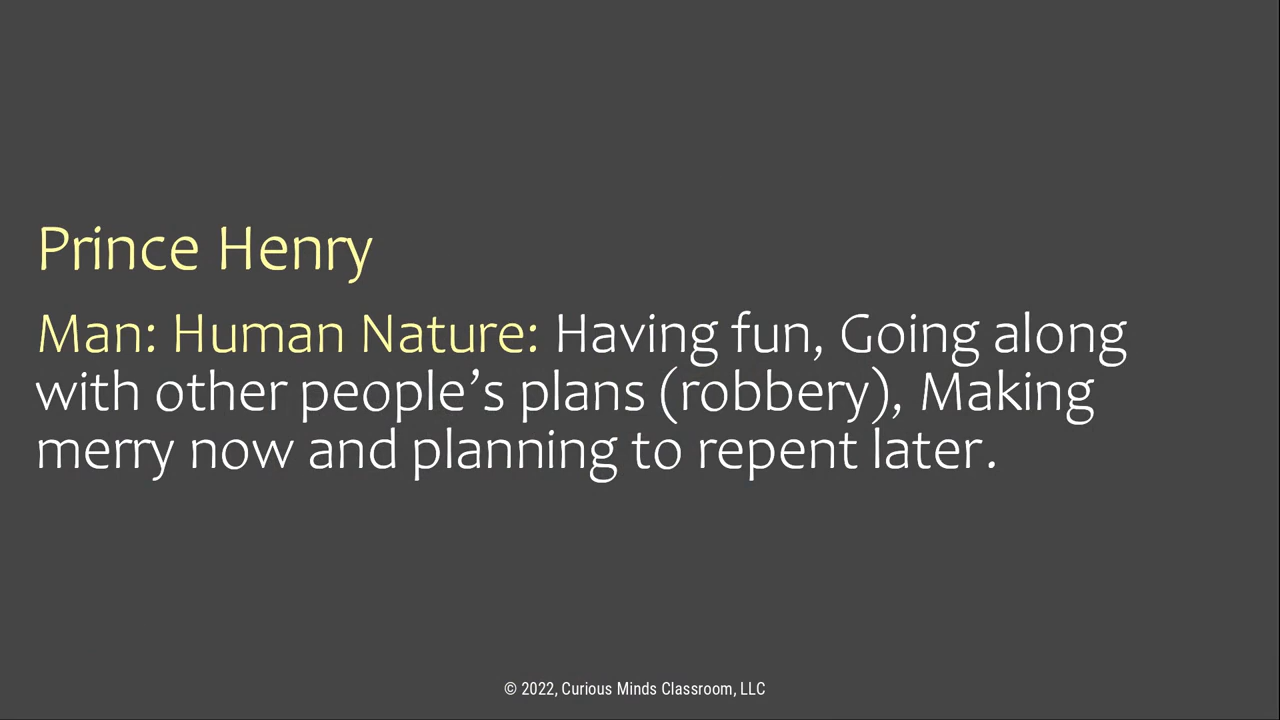 Prince Henry
Man: Human Nature: Having fun, Going along
with other people’s plans (robbery), Making
merry now and planning to repent later.
© 2022, Curious Minds Classroom, LLC